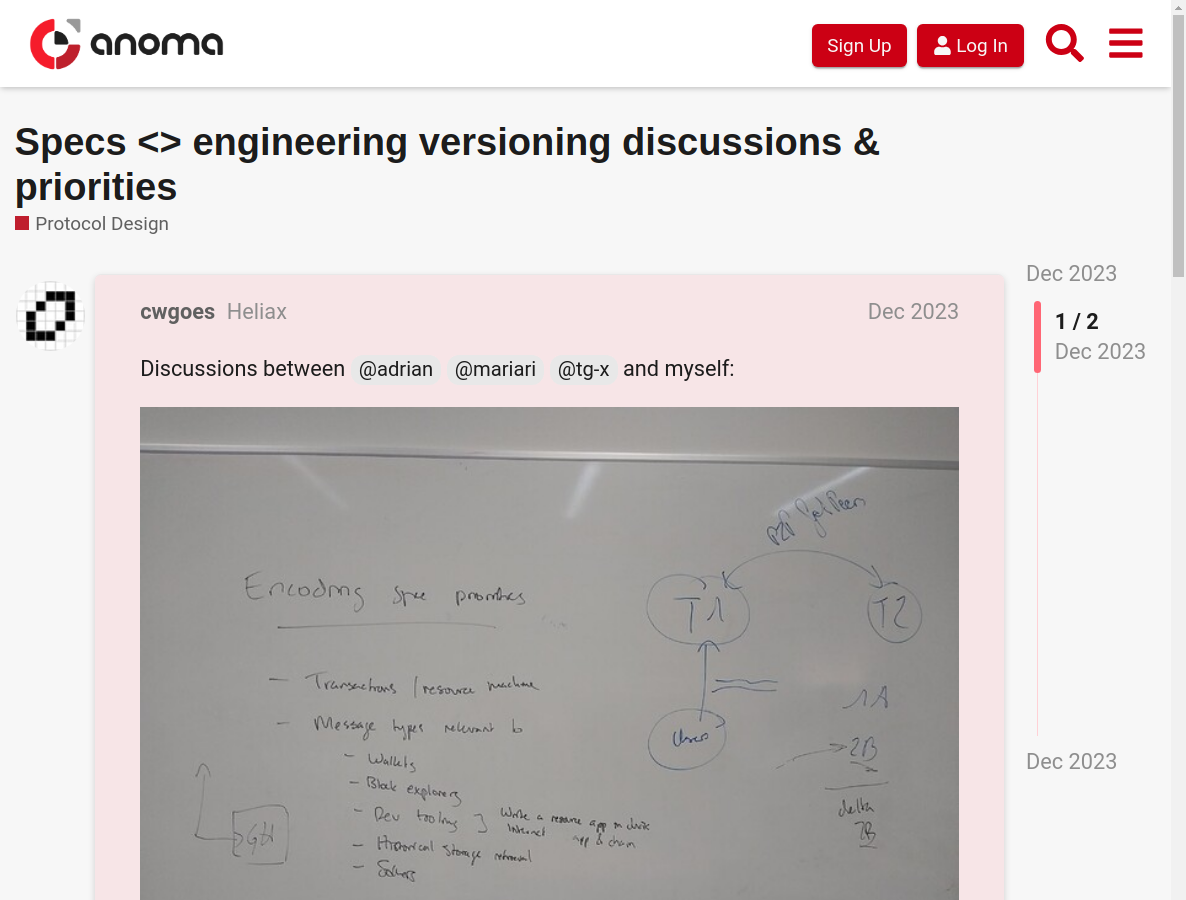 anoma
Sign Up
Log In
Specs <> engineering versioning discussions &
priorities
Protocol Design
cwgoes Heliax
Dec 2023
Discussions between @adrian @mariari @tg-x and myself:
Dec 2023
1 / 2
Dec 2023
Dec 2023
Encoding spec priorities
- Transactions / resource machine
- Message types relevant to
- Wallets
- Block explorers
- Dev tooling } Write a resource app on
Internet app & chain
- Historical storage retrieval
- Solvers
GH
P2P
T1
T2
User
1A
2B
delta
2B